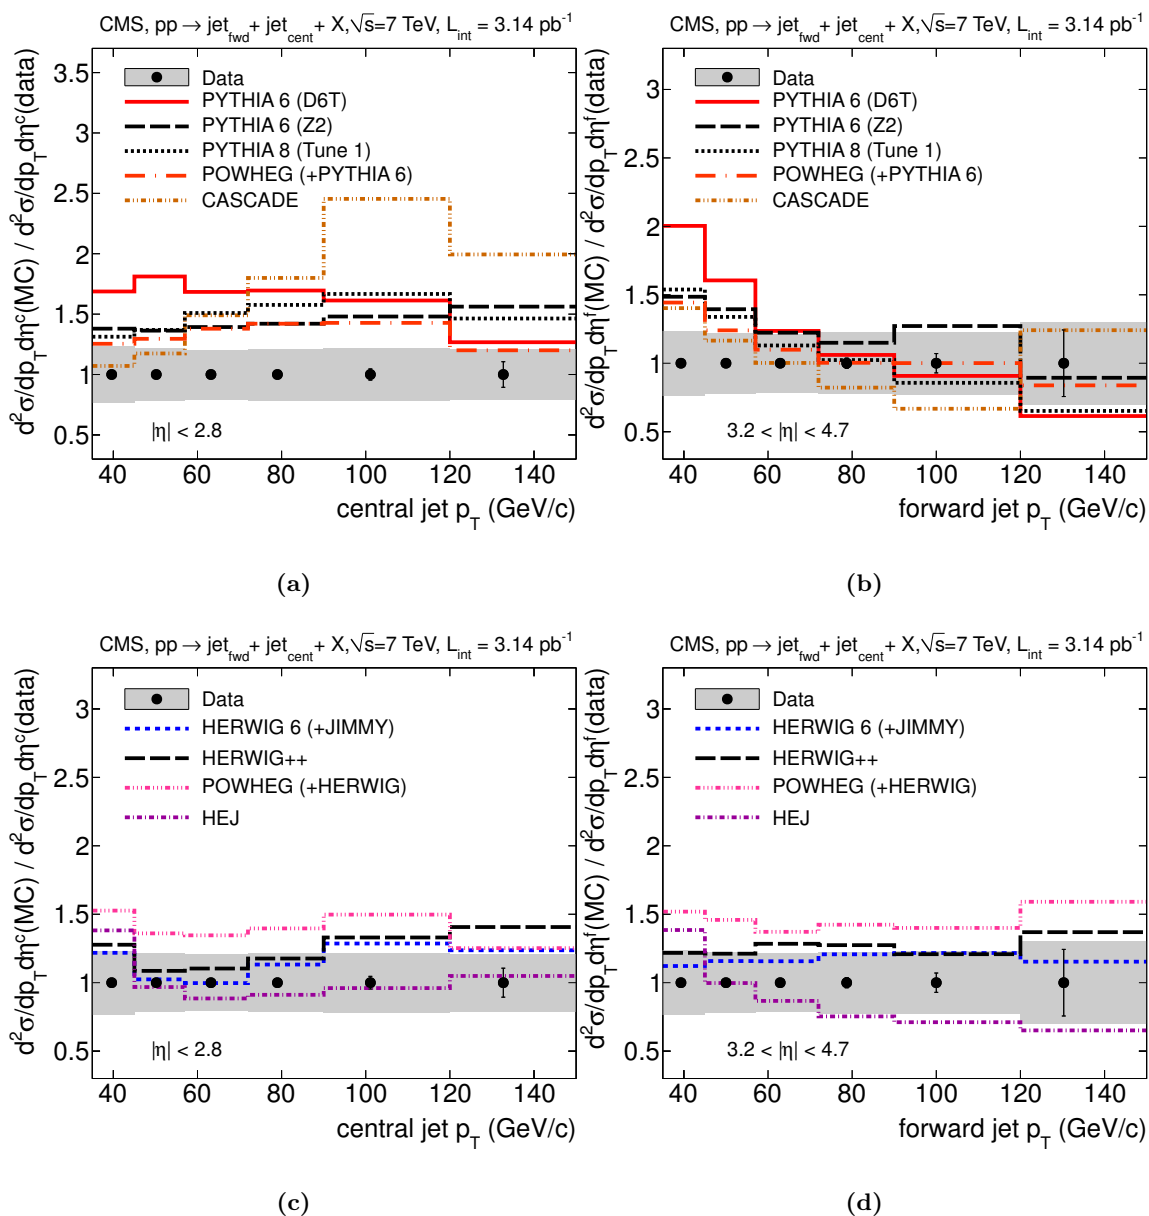 CMS, pp → jet_fwd + jet_cent + X, √s=7 TeV, L_int = 3.14 pb⁻¹
d²σ/dp_T dη^c(MC) / d²σ/dp_T dη^c(data)
3.5
3
2.5
2
1.5
1
0.5
Data
PYTHIA 6 (D6T)
PYTHIA 6 (Z2)
PYTHIA 8 (Tune 1)
POWHEG (+PYTHIA 6)
CASCADE
|η| < 2.8
40 60 80 100 120 140
central jet p_T (GeV/c)
(a)
CMS, pp → jet_fwd + jet_cent + X, √s=7 TeV, L_int = 3.14 pb⁻¹
d²σ/dp_T dη^f(MC) / d²σ/dp_T dη^f(data)
3
2.5
2
1.5
1
0.5
Data
PYTHIA 6 (D6T)
PYTHIA 6 (Z2)
PYTHIA 8 (Tune 1)
POWHEG (+PYTHIA 6)
CASCADE
3.2 < |η| < 4.7
40 60 80 100 120 140
forward jet p_T (GeV/c)
(b)
CMS, pp → jet_fwd + jet_cent + X, √s=7 TeV, L_int = 3.14 pb⁻¹
d²σ/dp_T dη^c(MC) / d²σ/dp_T dη^c(data)
3
2.5
2
1.5
1
0.5
Data
HERWIG 6 (+JIMMY)
HERWIG++
POWHEG (+HERWIG)
HEJ
|η| < 2.8
40 60 80 100 120 140
central jet p_T (GeV/c)
(c)
CMS, pp → jet_fwd + jet_cent + X, √s=7 TeV, L_int = 3.14 pb⁻¹
d²σ/dp_T dη^f(MC) / d²σ/dp_T dη^f(data)
3
2.5
2
1.5
1
0.5
Data
HERWIG 6 (+JIMMY)
HERWIG++
POWHEG (+HERWIG)
HEJ
3.2 < |η| < 4.7
40 60 80 100 120 140
forward jet p_T (GeV/c)
(d)